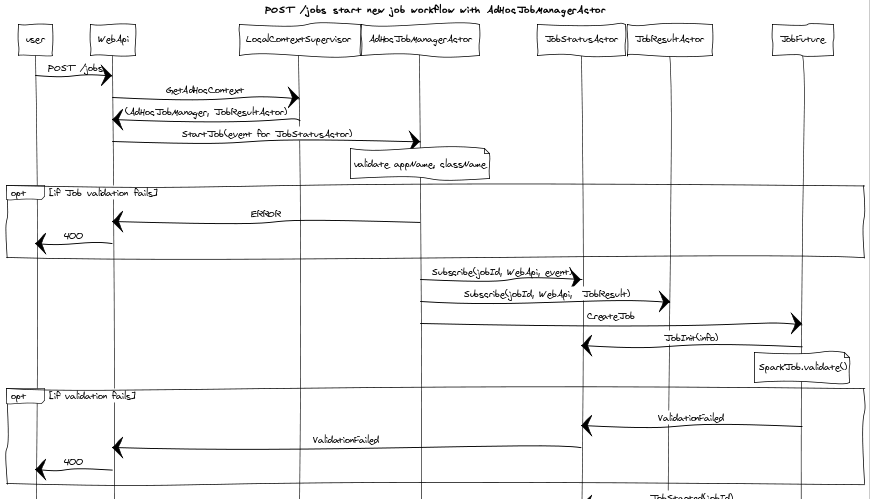 POST /jobs start new job workflow with AdHocJobManagerActor
user
WebApi
LocalContextSupervisor
AdHocJobManagerActor
JobStatusActor
JobResultActor
JobFuture
POST /jobs
GetAdHocContext
(AdHocJobManager, JobResultActor)
StartJob(event for JobStatusActor)
validate appName, className
opt [if Job validation fails]
ERROR
400
Subscribe(jobId, WebApi, event)
Subscribe(jobId, WebApi, JobResult)
CreateJob
JobInit(info)
SparkJob.validate()
opt [if validation fails]
ValidationFailed
ValidationFailed
400
JobStarted(jobId)